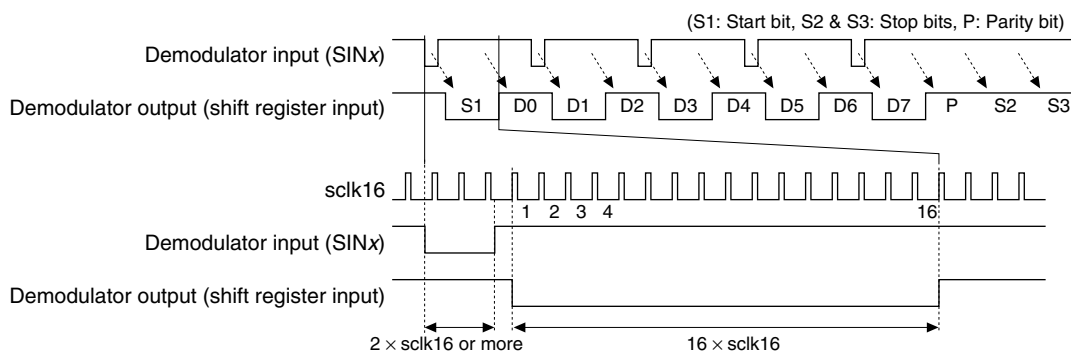 (S1: Start bit, S2 & S3: Stop bits, P: Parity bit)
Demodulator input (SINx)
Demodulator output (shift register input)
S1 D0 D1 D2 D3 D4 D5 D6 D7 P S2 S3
sclk16
1 2 3 4 16
Demodulator input (SINx)
Demodulator output (shift register input)
2 × sclk16 or more
16 × sclk16